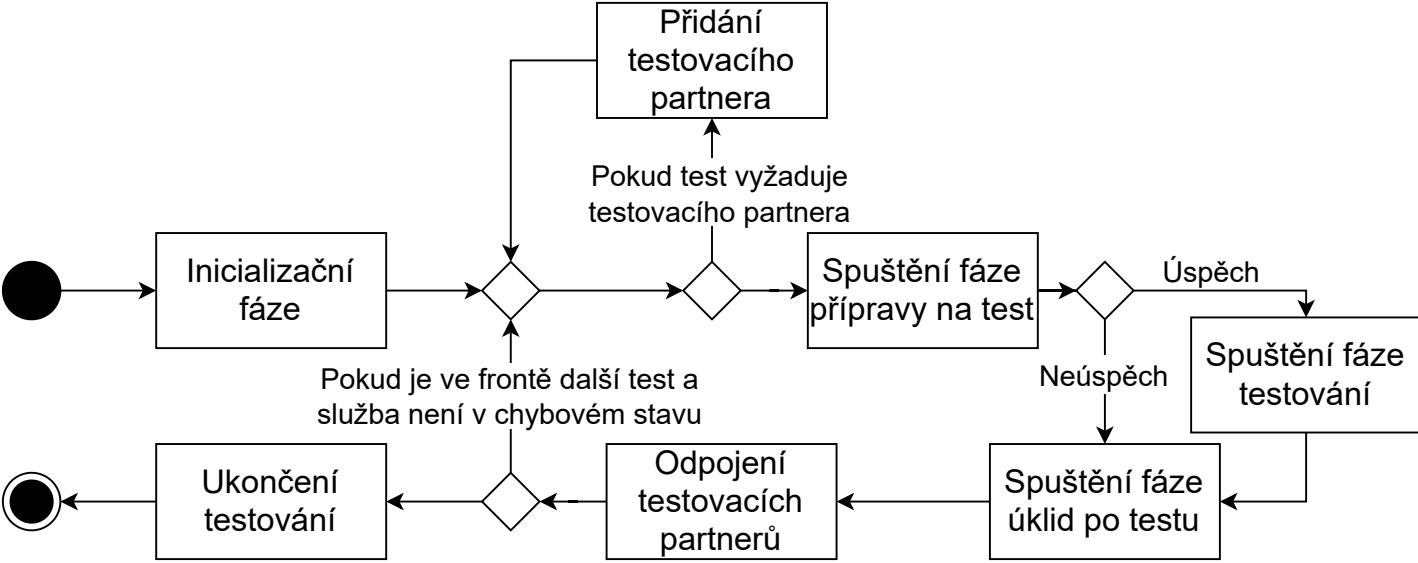 Přidání
testovacího
partnera
Pokud test vyžaduje
testovacího partnera
Inicializační
fáze
Spuštění fáze
přípravy na test
Úspěch
Neúspěch
Spuštění fáze
testování
Pokud je ve frontě další test a
služba není v chybovém stavu
Ukončení
testování
Odpojení
testovacích
partnerů
Spuštění fáze
úklid po testu